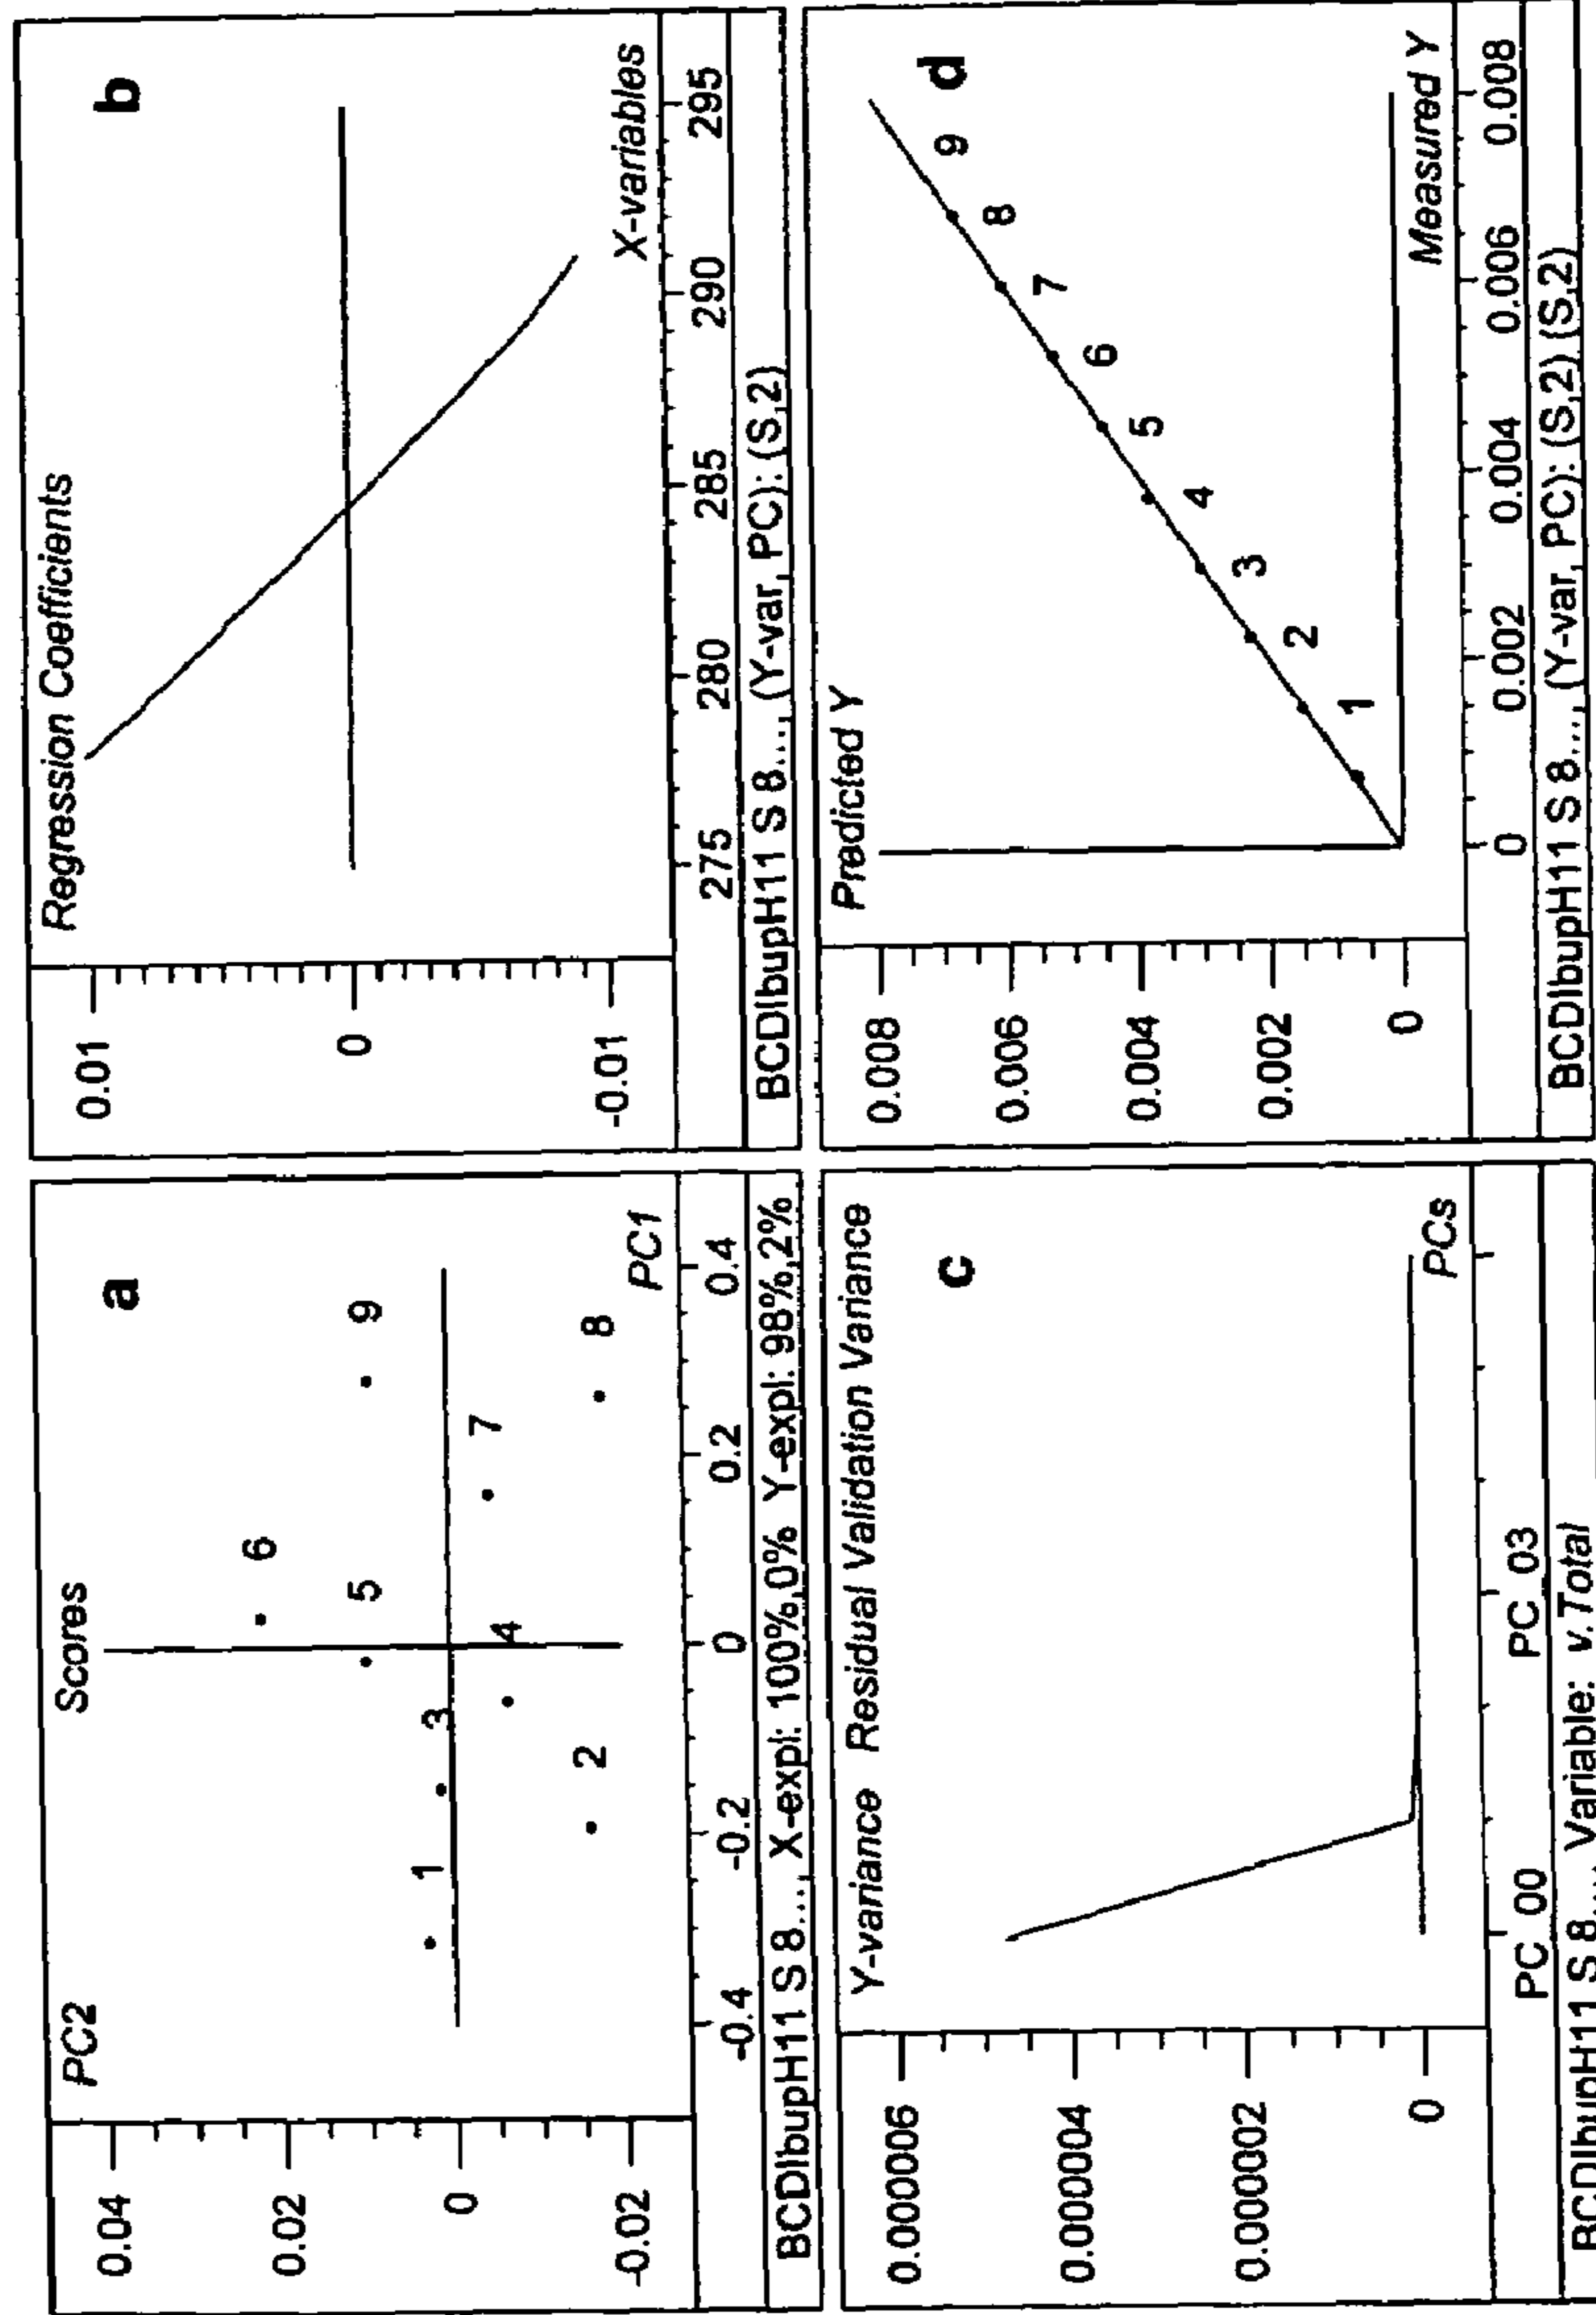 PC2
Scores
a
0.04
0.02
0
-0.02
1
2
3
4
5
6
7
8
9
PC1
-0.4
-0.2
0
0.2
0.4
BCDIbupH11 S 8...., X-expl: 100%,0% Y-expl: 98%,2%
Regression Coefficients
b
0.01
0
-0.01
X-variables
275
280
285
290
295
BCDIbupH11 S 8...., (Y-var, PC): (S,2)
Y-variance Residual Validation Variance
c
0.000006
0.000004
0.000002
0
PCs
PC_00
PC_03
BCDIbupH11 S 8...., Variable: v.Total
Predicted Y
d
0.008
0.006
0.004
0.002
0
1
2
3
4
5
6
7
8
9
Measured Y
0
0.002
0.004
0.006
0.008
BCDIbupH11 S 8...., (Y-var, PC): (S,2) (S,2)